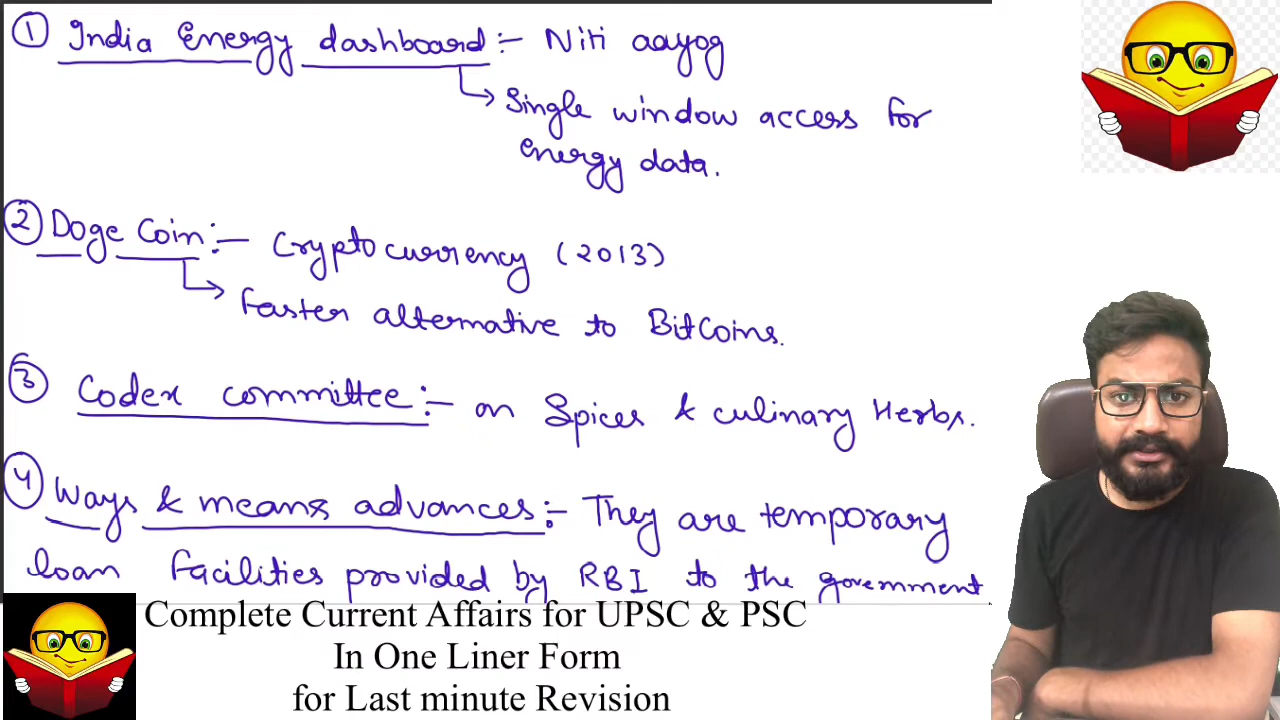 ① India Energy dashboard :- Niti aayog
Single window access for
energy data.
② Doge Coin :- Cryptocurrency (2013)
Faster alternative to BitCoins.
③ Codex committee :- on Spices & culinary Herbs.
④ Ways & means advances :- They are temporary
loan facilities provided by RBI to the government
Complete Current Affairs for UPSC & PSC
In One Liner Form
for Last minute Revision